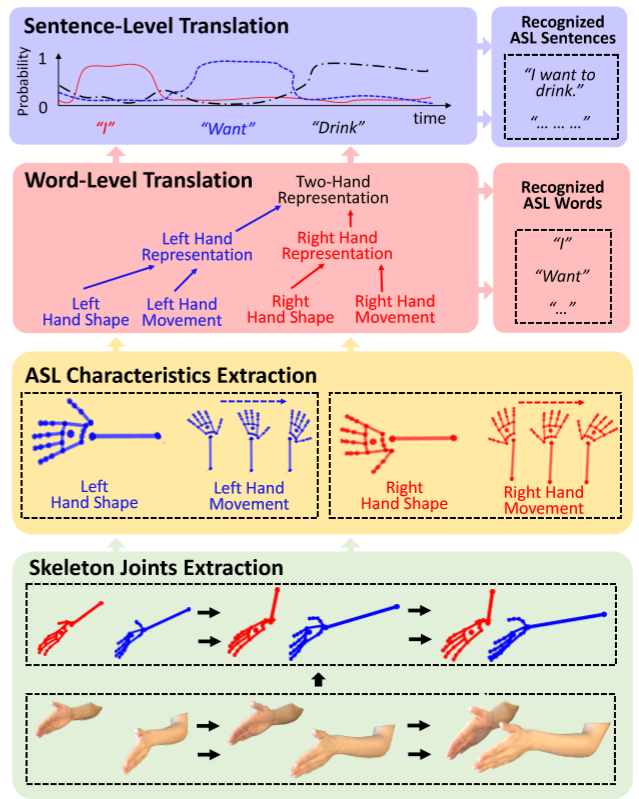 Sentence-Level Translation
Probability
1
0
time
"I"
"Want"
"Drink"
Recognized
ASL Sentences
"I want to
drink."
"... ... ..."
Word-Level Translation
Two-Hand
Representation
Left Hand
Representation
Right Hand
Representation
Left
Hand Shape
Left Hand
Movement
Right
Hand Shape
Right Hand
Movement
Recognized
ASL Words
"I"
"Want"
"..."
ASL Characteristics Extraction
Left
Hand Shape
Left Hand
Movement
Right
Hand Shape
Right Hand
Movement
Skeleton Joints Extraction